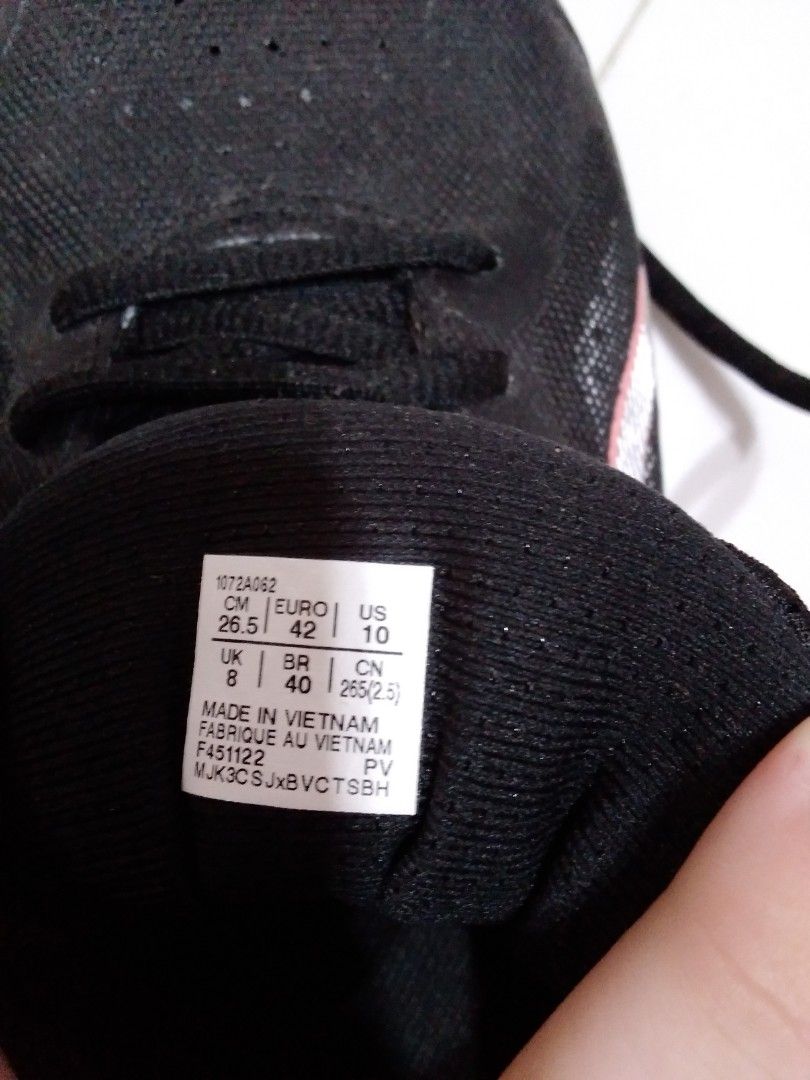 1072A062
CM | EURO | US
26.5 | 42 | 10
UK | BR | CN
8 | 40 | 265(2.5)
MADE IN VIETNAM
FABRIQUE AU VIETNAM
F451122 PV
MJK3CSJxBVCTSBH